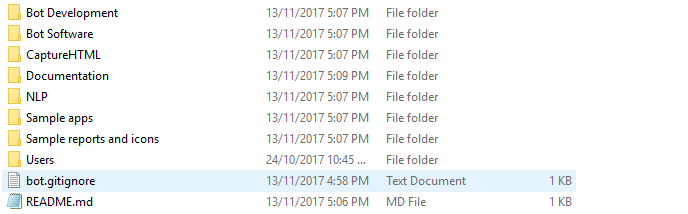 Bot Development 13/11/2017 5:07 PM File folder
Bot Software 13/11/2017 5:07 PM File folder
CaptureHTML 13/11/2017 5:07 PM File folder
Documentation 13/11/2017 5:09 PM File folder
NLP 13/11/2017 5:07 PM File folder
Sample apps 13/11/2017 5:07 PM File folder
Sample reports and icons 13/11/2017 5:07 PM File folder
Users 24/10/2017 10:45 ... File folder
bot.gitignore 13/11/2017 4:58 PM Text Document 1 KB
README.md 13/11/2017 5:06 PM MD File 1 KB